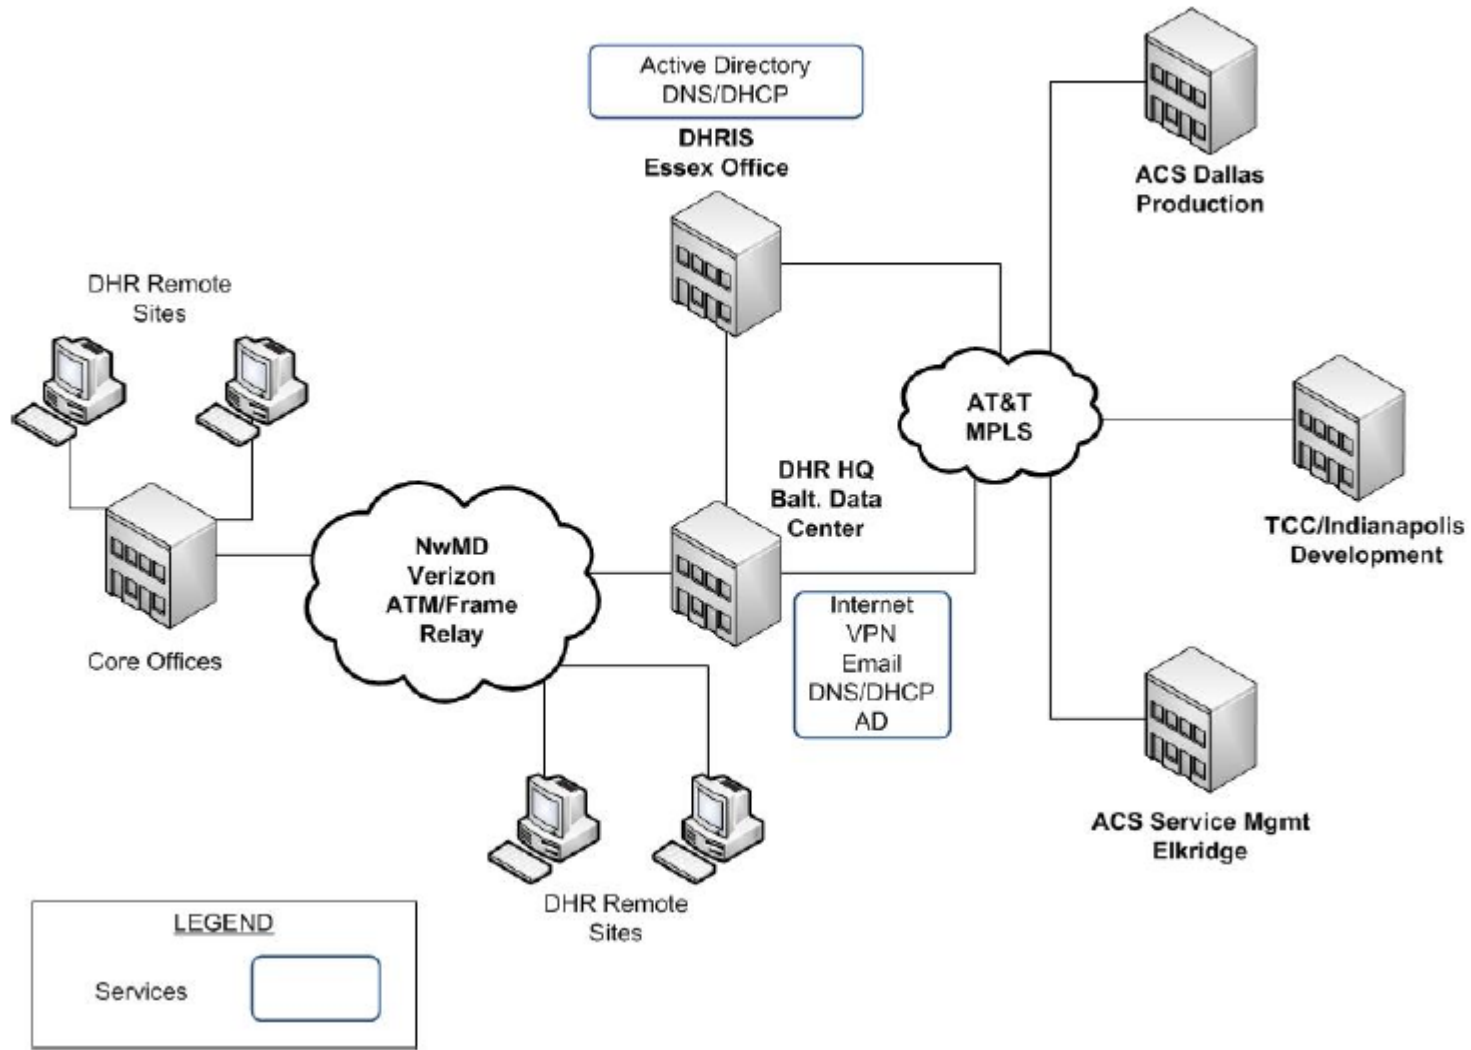 Active Directory
DNS/DHCP
DHRIS
Essex Office
ACS Dallas
Production
DHR Remote
Sites
AT&T
MPLS
DHR HQ
Balt. Data
Center
TCC/Indianapolis
Development
NwMD
Verizon
ATM/Frame
Relay
Core Offices
Internet
VPN
Email
DNS/DHCP
AD
ACS Service Mgmt
Elkridge
DHR Remote
Sites
LEGEND
Services